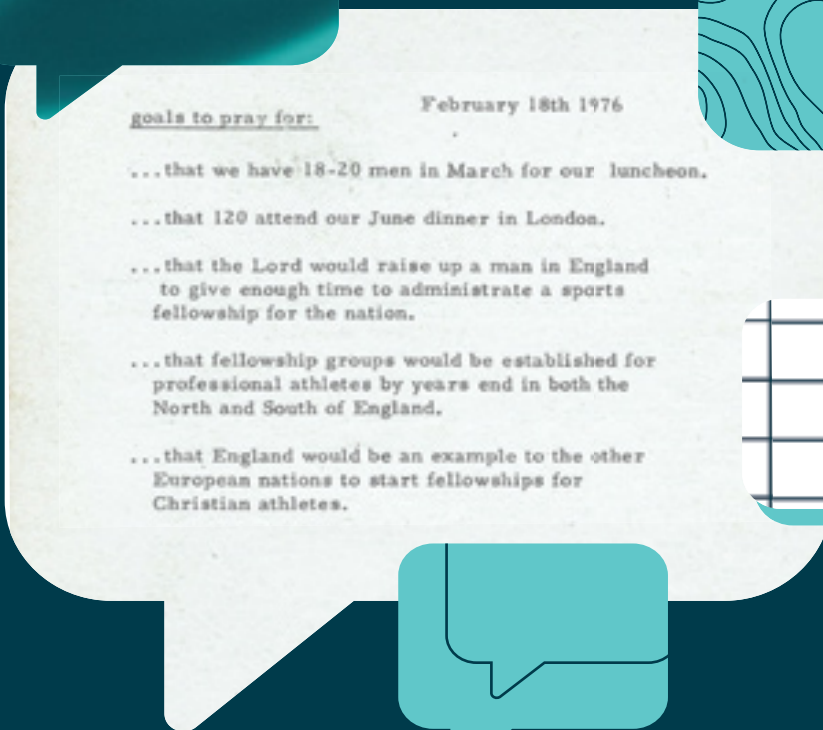 February 18th 1976
goals to pray for:
...that we have 18-20 men in March for our luncheon.
...that 120 attend our June dinner in London.
...that the Lord would raise up a man in England
to give enough time to administrate a sports
fellowship for the nation.
...that fellowship groups would be established for
professional athletes by years end in both the
North and South of England.
...that England would be an example to the other
European nations to start fellowships for
Christian athletes.